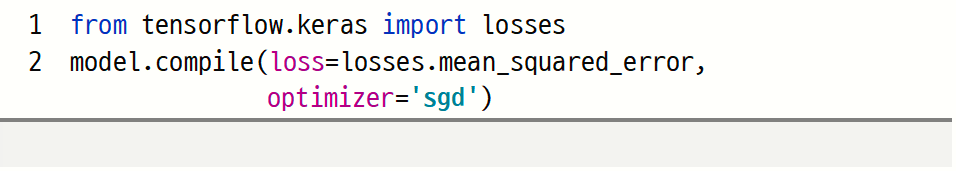 1 from tensorflow.keras import losses
2 model.compile(loss=losses.mean_squared_error,
optimizer='sgd')